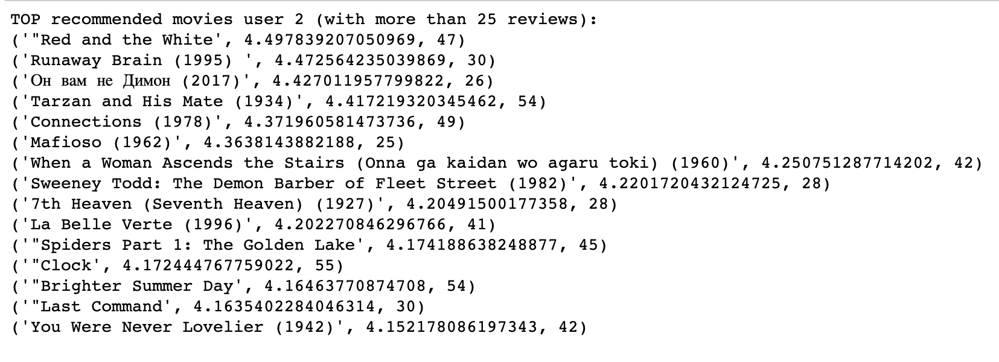 TOP recommended movies user 2 (with more than 25 reviews):
('"Red and the White', 4.497839207050969, 47)
('Runaway Brain (1995) ', 4.472564235039869, 30)
('Он вам не Димон (2017)', 4.427011957799822, 26)
('Tarzan and His Mate (1934)', 4.417219320345462, 54)
('Connections (1978)', 4.371960581473736, 49)
('Mafioso (1962)', 4.3638143882188, 25)
('When a Woman Ascends the Stairs (Onna ga kaidan wo agaru toki) (1960)', 4.250751287714202, 42)
('Sweeney Todd: The Demon Barber of Fleet Street (1982)', 4.2201720432124725, 28)
('7th Heaven (Seventh Heaven) (1927)', 4.20491500177358, 28)
('La Belle Verte (1996)', 4.202270846296766, 41)
('"Spiders Part 1: The Golden Lake', 4.174188638248877, 45)
('"Clock', 4.172444767759022, 55)
('"Brighter Summer Day', 4.16463770874708, 54)
('"Last Command', 4.1635402284046314, 30)
('You Were Never Lovelier (1942)', 4.152178086197343, 42)